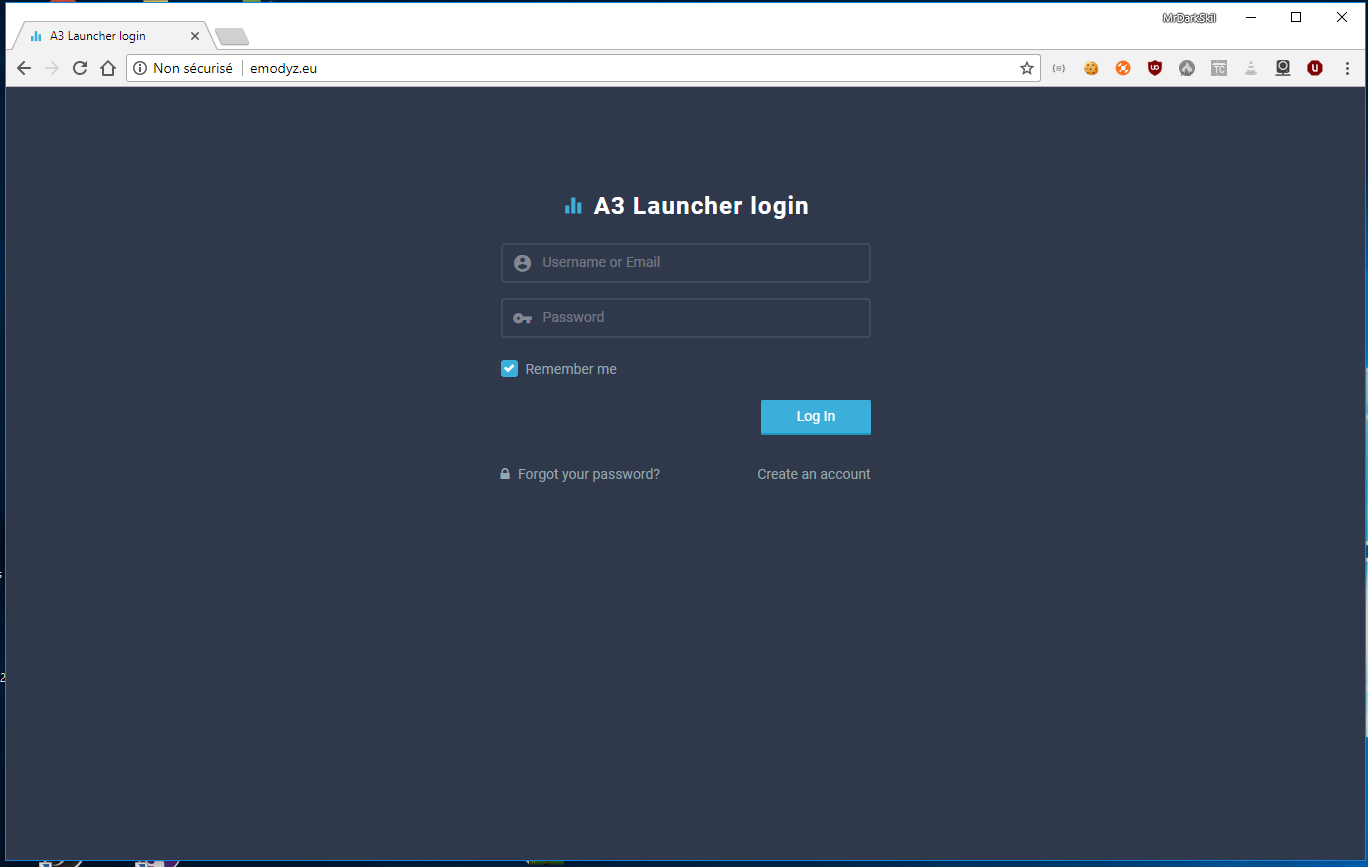 MrDarkSkil
A3 Launcher login
Non sécurisé emodyz.eu
A3 Launcher login
Username or Email
Password
Remember me
Log In
Forgot your password?
Create an account